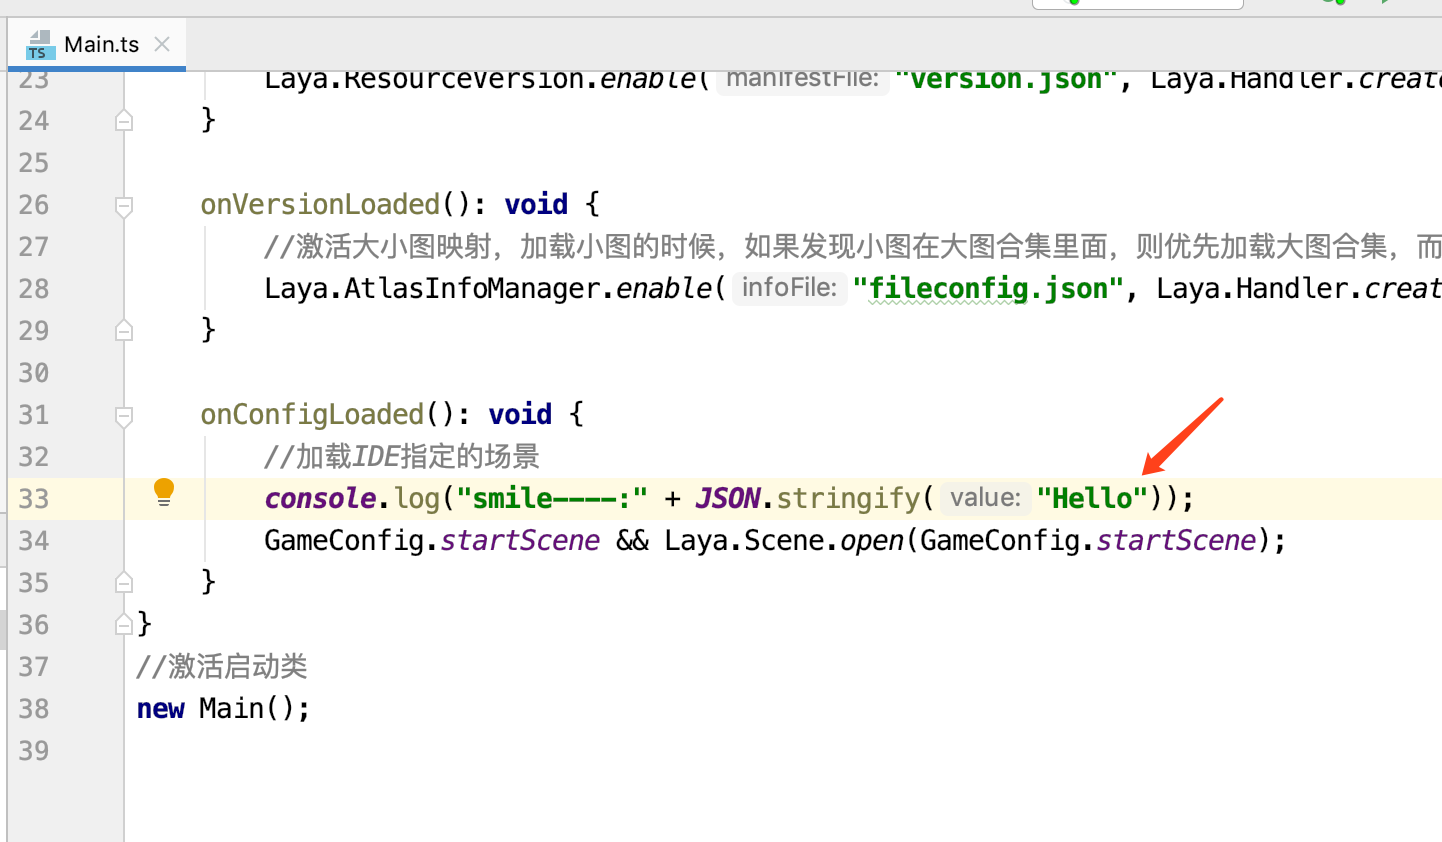 TS Main.ts
23 Laya.ResourceVersion.enable( manifestFile: "version.json", Laya.Handler.create
24 }
25
26 onVersionLoaded(): void {
27 //激活大小图映射，加载小图的时候，如果发现小图在大图合集里面，则优先加载大图合集，而
28 Laya.AtlasInfoManager.enable( infoFile: "fileconfig.json", Laya.Handler.creat
29 }
30
31 onConfigLoaded(): void {
32 //加载IDE指定的场景
33 console.log("smile----:" + JSON.stringify( value: "Hello"));
34 GameConfig.startScene && Laya.Scene.open(GameConfig.startScene);
35 }
36 }
37 //激活启动类
38 new Main();
39